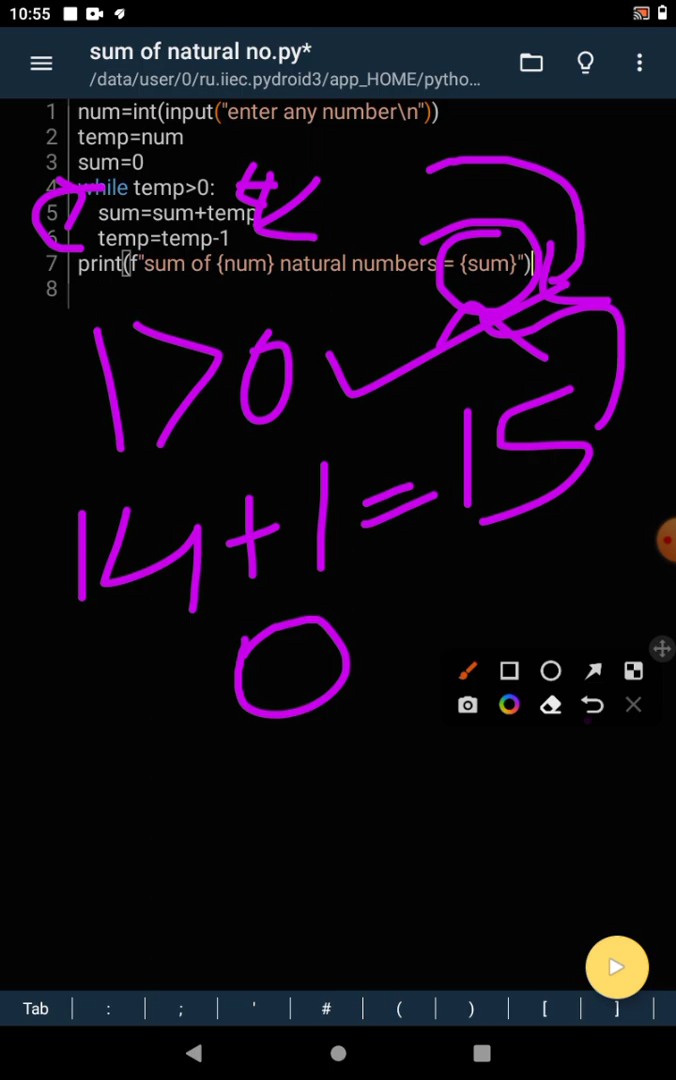 10:55
sum of natural no.py*
/data/user/0/ru.iiec.pydroid3/app_HOME/pytho...
1 num=int(input("enter any number\n"))
2 temp=num
3 sum=0
4 while temp>0:
5 sum=sum+temp
6 temp=temp-1
7 print(f"sum of {num} natural numbers = {sum}")
8
1>0
14+1=15
0
Tab : ; ' # ( ) [ ]